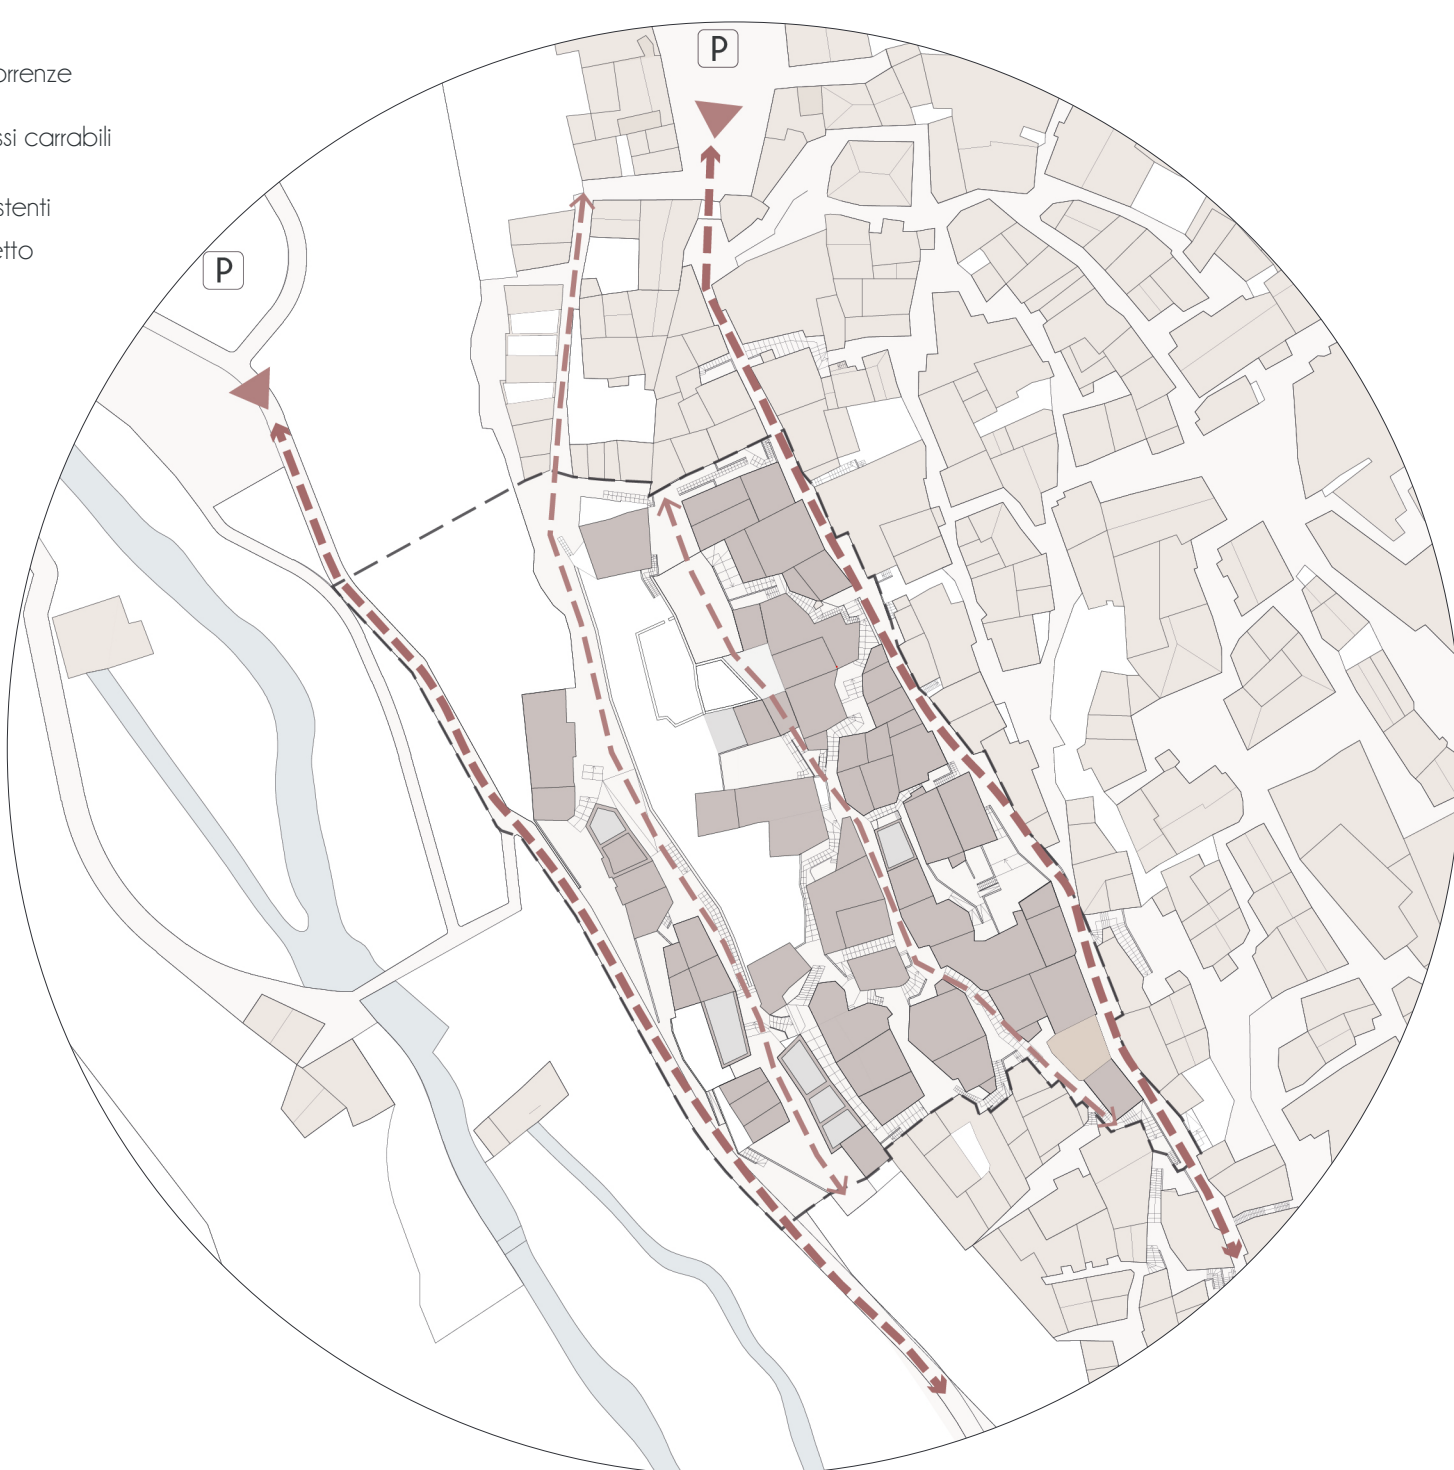 orrenze
ssi carrabili
stenti
etto
P
P